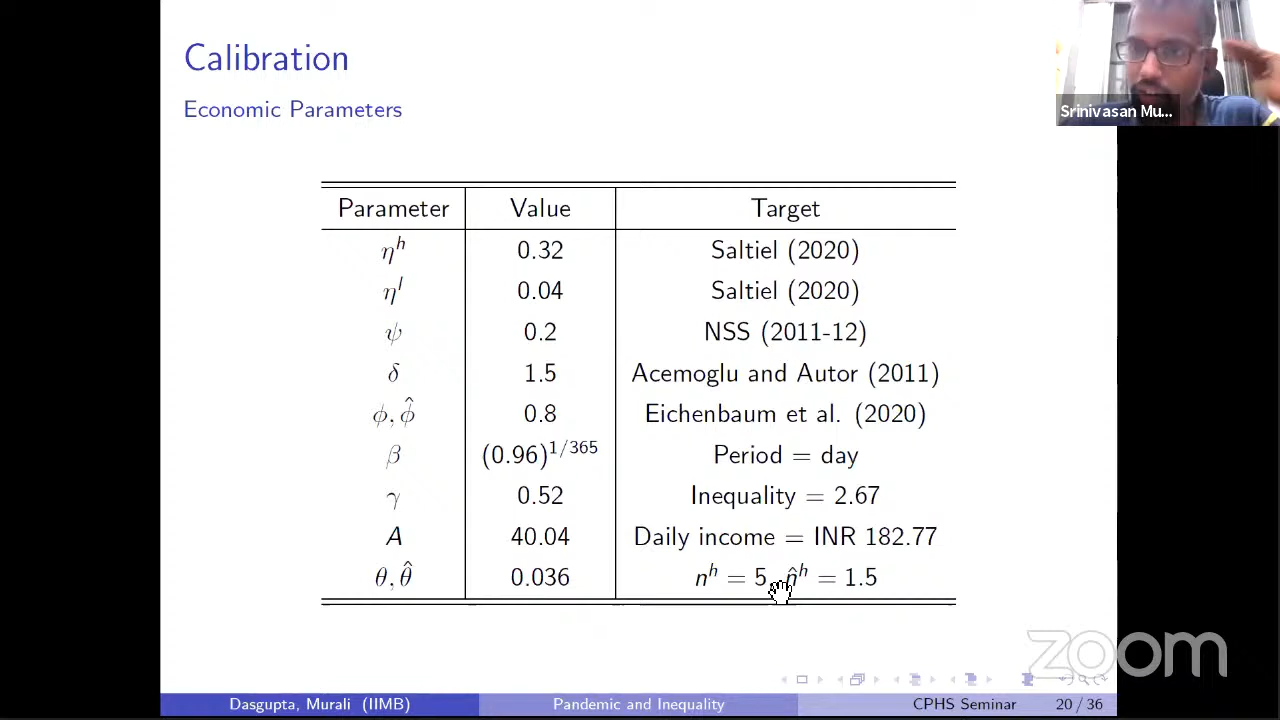 Calibration
Economic Parameters
Srinivasan Mu...
Parameter Value Target
η^h 0.32 Saltiel (2020)
η^l 0.04 Saltiel (2020)
ψ 0.2 NSS (2011-12)
δ 1.5 Acemoglu and Autor (2011)
ϕ, ϕ̂ 0.8 Eichenbaum et al. (2020)
β (0.96)^1/365 Period = day
γ 0.52 Inequality = 2.67
A 40.04 Daily income = INR 182.77
θ, θ̂ 0.036 n^h = 5, n̂^h = 1.5
zoom
Dasgupta, Murali (IIMB) Pandemic and Inequality CPHS Seminar 20 / 36